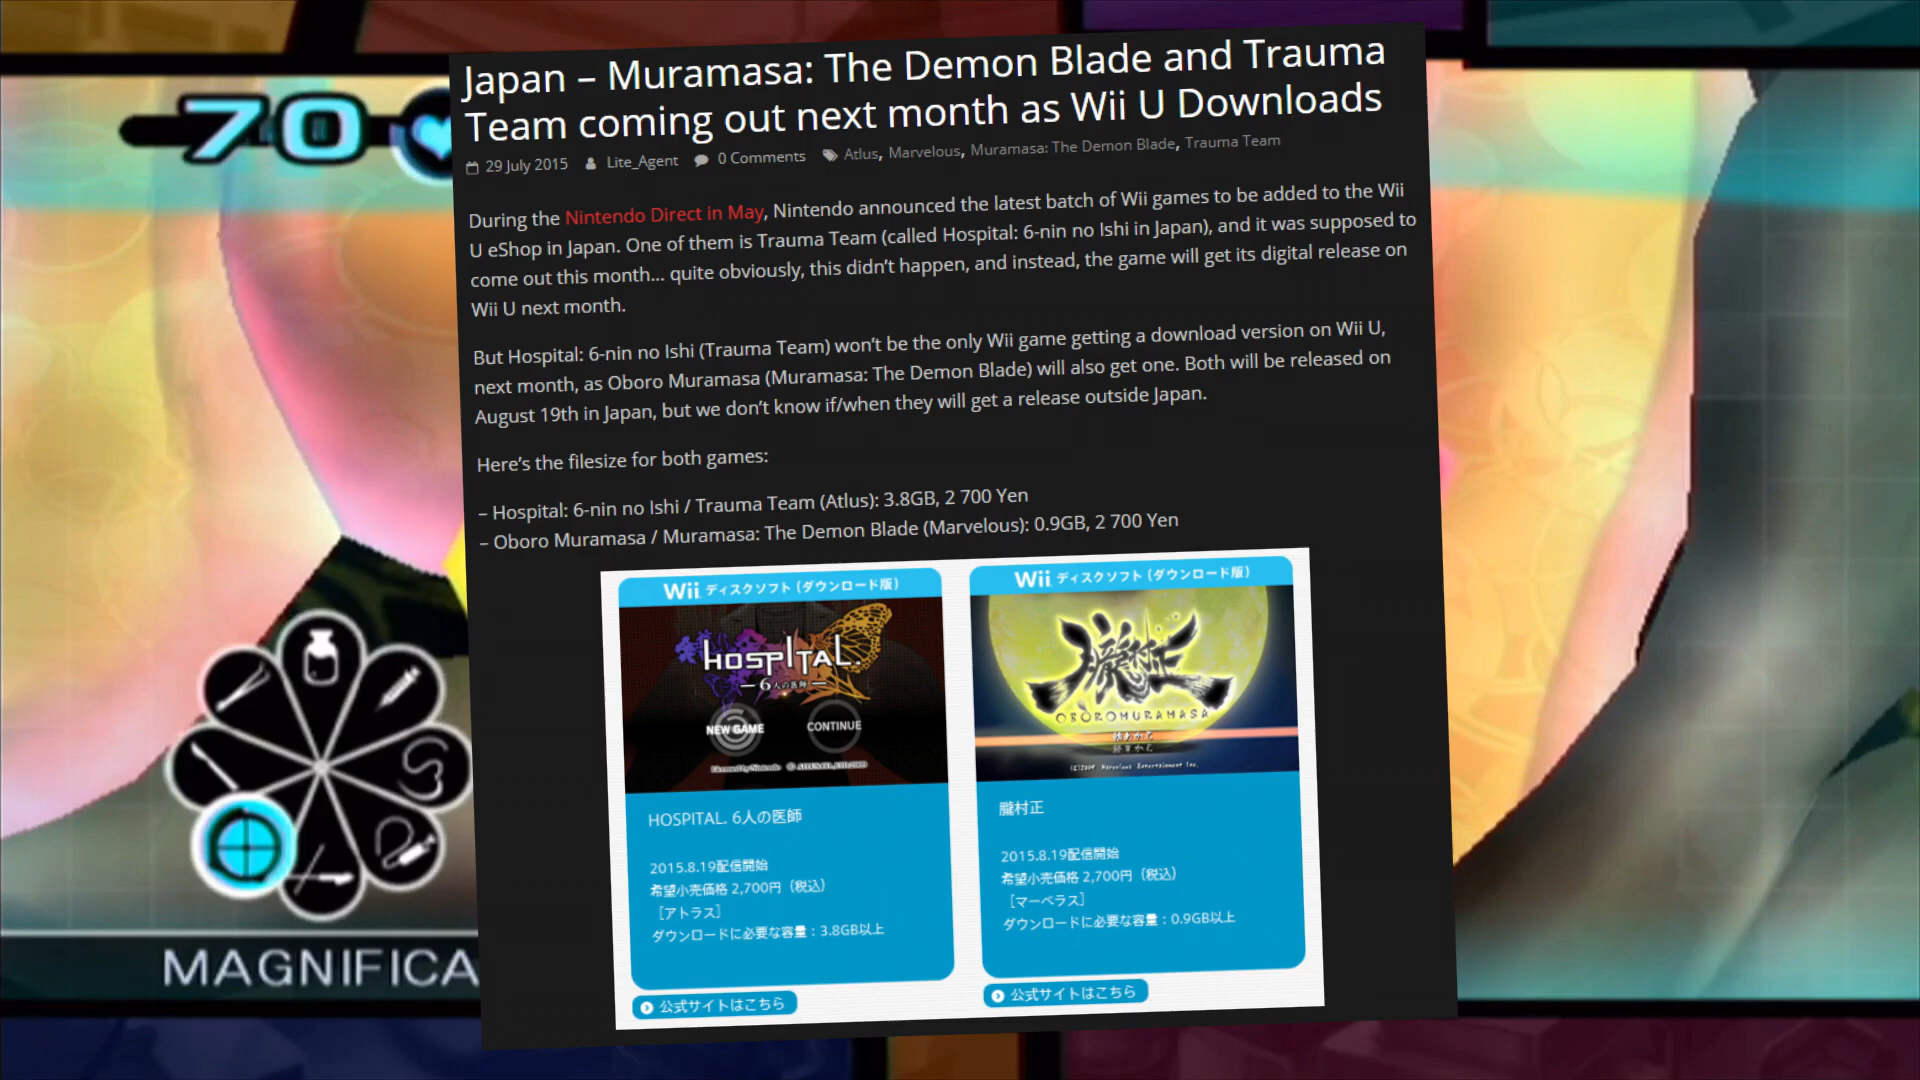 Japan – Muramasa: The Demon Blade and Trauma
Team coming out next month as Wii U Downloads
29 July 2015 Lite_Agent 0 Comments Atlus, Marvelous, Muramasa: The Demon Blade, Trauma Team
During the Nintendo Direct in May, Nintendo announced the latest batch of Wii games to be added to the Wii
U eShop in Japan. One of them is Trauma Team (called Hospital: 6-nin no Ishi in Japan), and it was supposed to
come out this month... quite obviously, this didn't happen, and instead, the game will get its digital release on
Wii U next month.
But Hospital: 6-nin no Ishi (Trauma Team) won't be the only Wii game getting a download version on Wii U,
next month, as Oboro Muramasa (Muramasa: The Demon Blade) will also get one. Both will be released on
August 19th in Japan, but we don't know if/when they will get a release outside Japan.
Here's the filesize for both games:
– Hospital: 6-nin no Ishi / Trauma Team (Atlus): 3.8GB, 2 700 Yen
– Oboro Muramasa / Muramasa: The Demon Blade (Marvelous): 0.9GB, 2 700 Yen
Wii ディスクソフト（ダウンロード版）
HOSPITAL.
6人の医師
NEW GAME CONTINUE
HOSPITAL. 6人の医師
2015.8.19配信開始
希望小売価格 2,700円（税込）
［アトラス］
ダウンロードに必要な容量：3.8GB以上
公式サイトはこちら
Wii ディスクソフト（ダウンロード版）
朧村正
OBOROMURAMASA
朧村正
2015.8.19配信開始
希望小売価格 2,700円（税込）
［マーベラス］
ダウンロードに必要な容量：0.9GB以上
公式サイトはこちら
70
MAGNIFICA